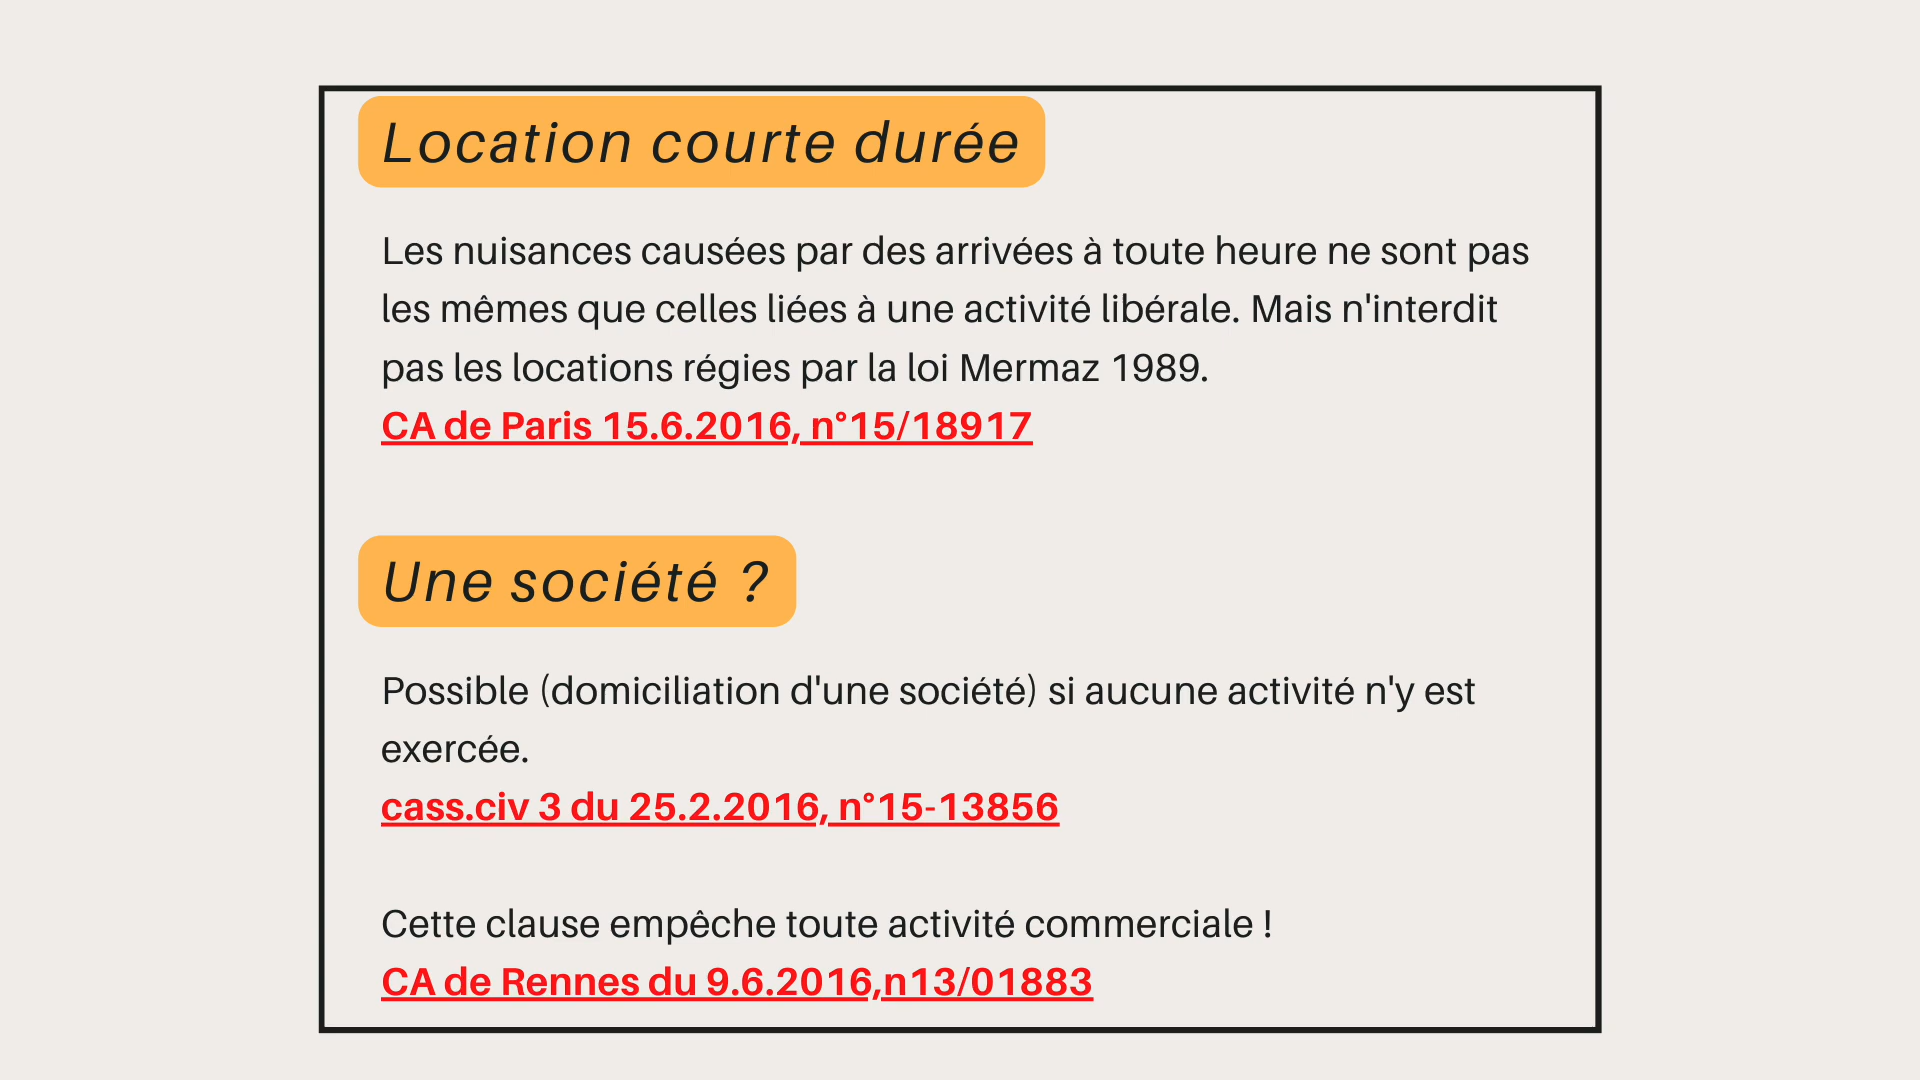 Location courte durée
Les nuisances causées par des arrivées à toute heure ne sont pas
les mêmes que celles liées à une activité libérale. Mais n'interdit
pas les locations régies par la loi Mermaz 1989.
CA de Paris 15.6.2016, n°15/18917
Une société ?
Possible (domiciliation d'une société) si aucune activité n'y est
exercée.
cass.civ 3 du 25.2.2016, n°15-13856
Cette clause empêche toute activité commerciale !
CA de Rennes du 9.6.2016,n13/01883